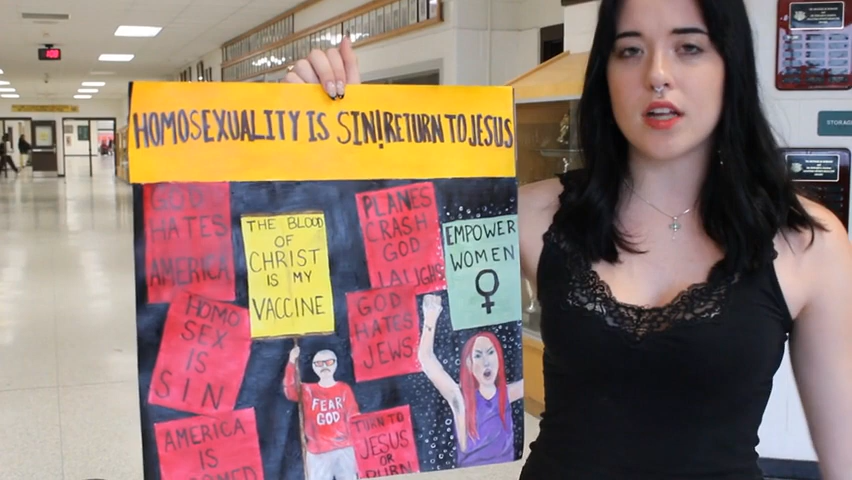 HOMOSEXUALITY IS SIN! RETURN TO JESUS
GOD
HATES
AMERICA
THE BLOOD
OF
CHRIST
IS MY
VACCINE
PLANES
CRASH
GOD
LAUGHS
EMPOWER
WOMEN
HOMO
SEX
IS
SIN
GOD
HATES
JEWS
FEAR
GOD
AMERICA
IS
TURN TO
JESUS
OR
BURN
STORAGE